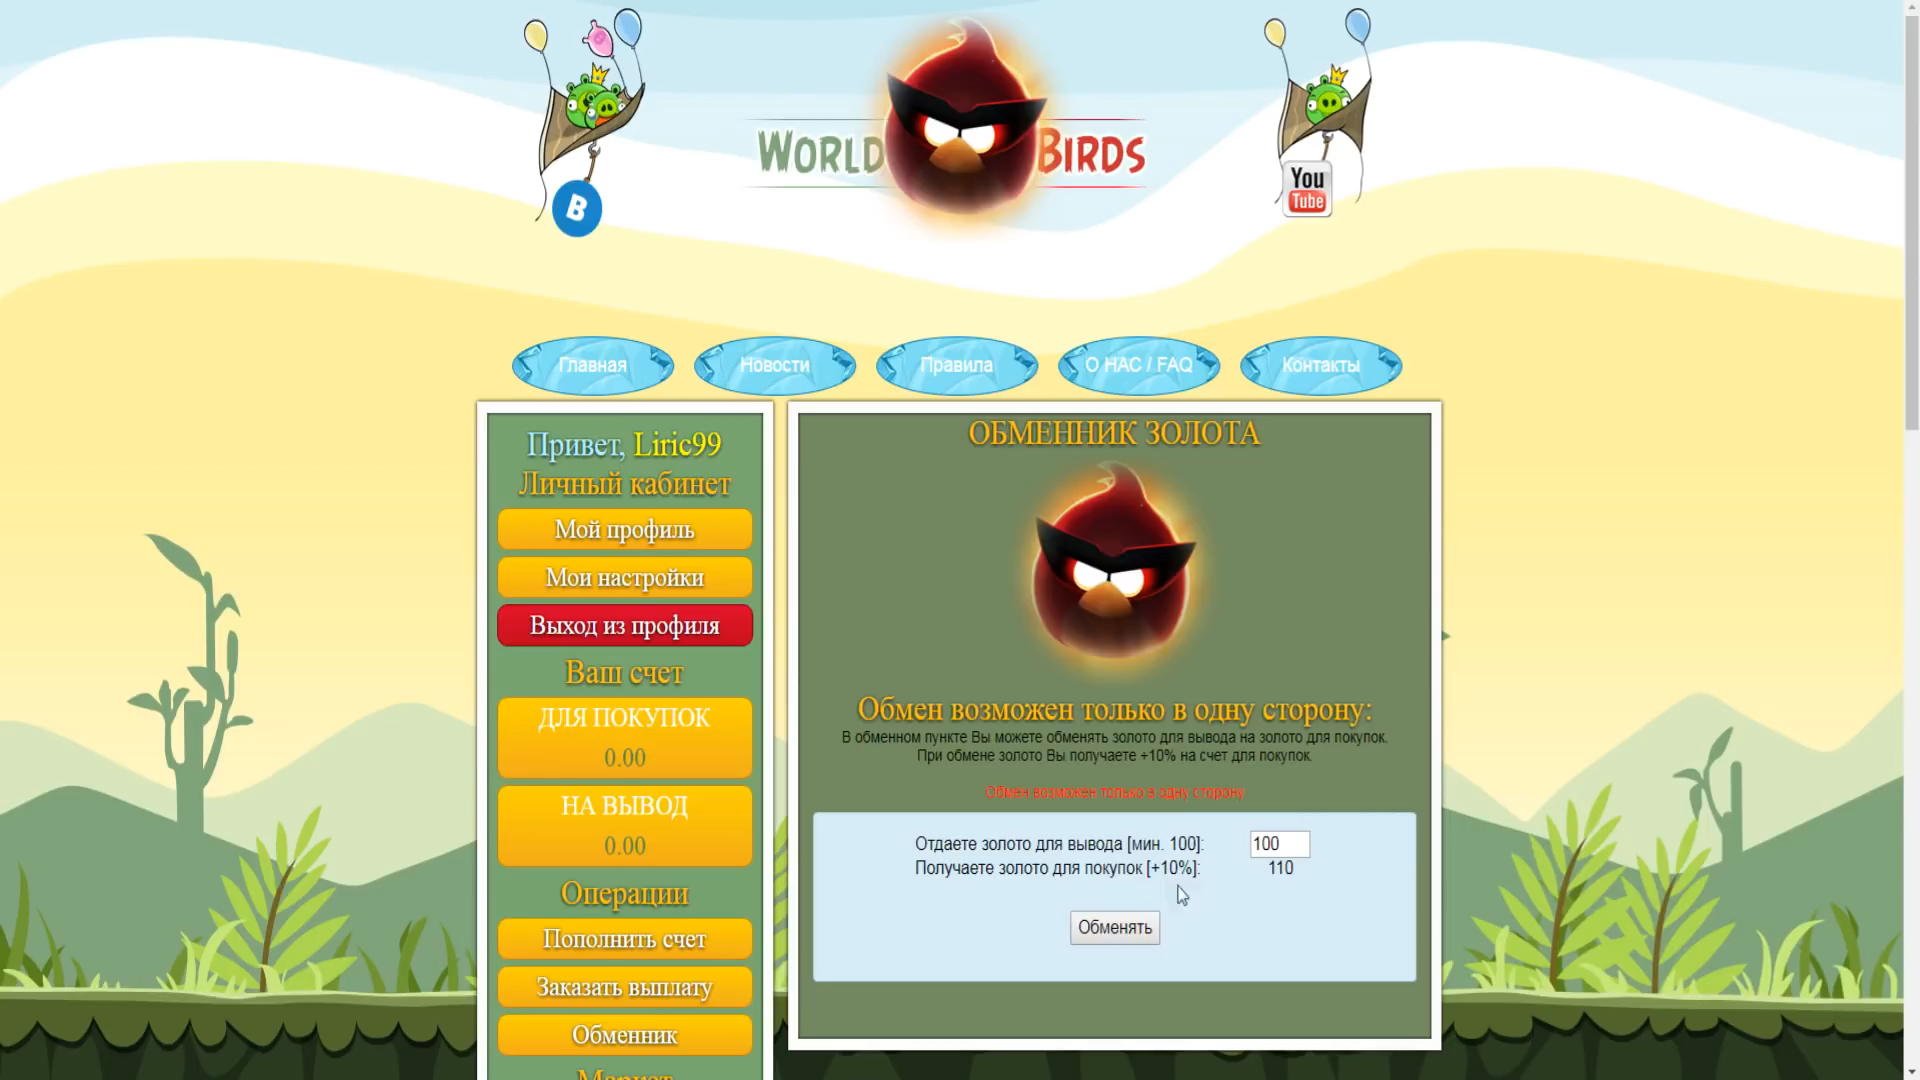 WORLD BIRDS
B
You
Tube
Главная
Новости
Правила
О НАС / FAQ
Контакты
Привет, Liric99
Личный кабинет
Мой профиль
Мои настройки
Выход из профиля
Ваш счет
ДЛЯ ПОКУПОК
0.00
НА ВЫВОД
0.00
Операции
Пополнить счет
Заказать выплату
Обменник
Маркет
ОБМЕННИК ЗОЛОТА
Обмен возможен только в одну сторону:
В обменном пункте Вы можете обменять золото для вывода на золото для покупок.
При обмене золото Вы получаете +10% на счет для покупок.
Обмен возможен только в одну сторону
Отдаете золото для вывода [мин. 100]: 100
Получаете золото для покупок [+10%]: 110
Обменять